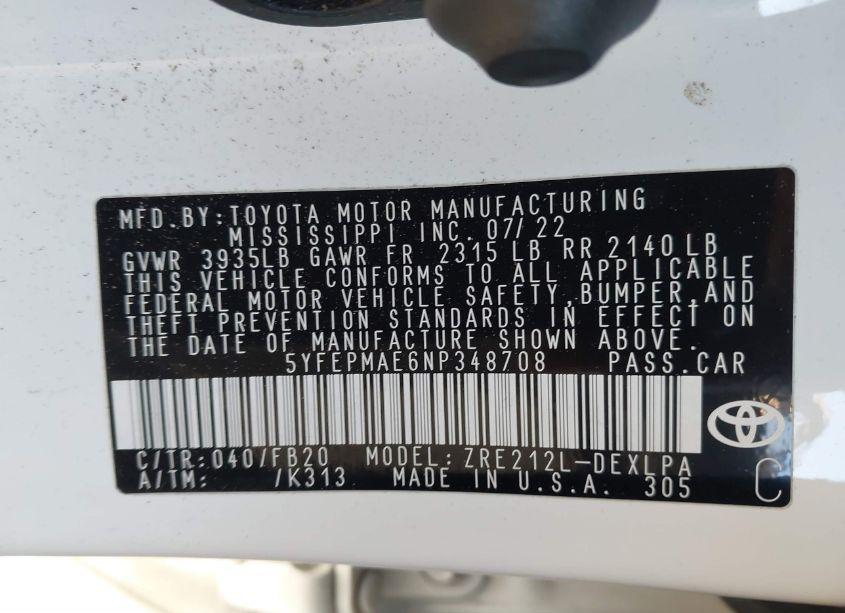 MFD.BY:TOYOTA MOTOR MANUFACTURING
MISSISSIPPI INC. 07/22
GVWR 3935LB GAWR FR 2315 LB RR 2140 LB
THIS VEHICLE CONFORMS TO ALL APPLICABLE
FEDERAL MOTOR VEHICLE SAFETY,BUMPER,AND
THEFT PREVENTION STANDARDS IN EFFECT ON
THE DATE OF MANUFACTURE SHOWN ABOVE.
5YFEPMAE6NP348708 PASS.CAR
C/TR:040/FB20 MODEL:ZRE212L-DEXLPA
A/TM: /K313 MADE IN U.S.A. 305 C